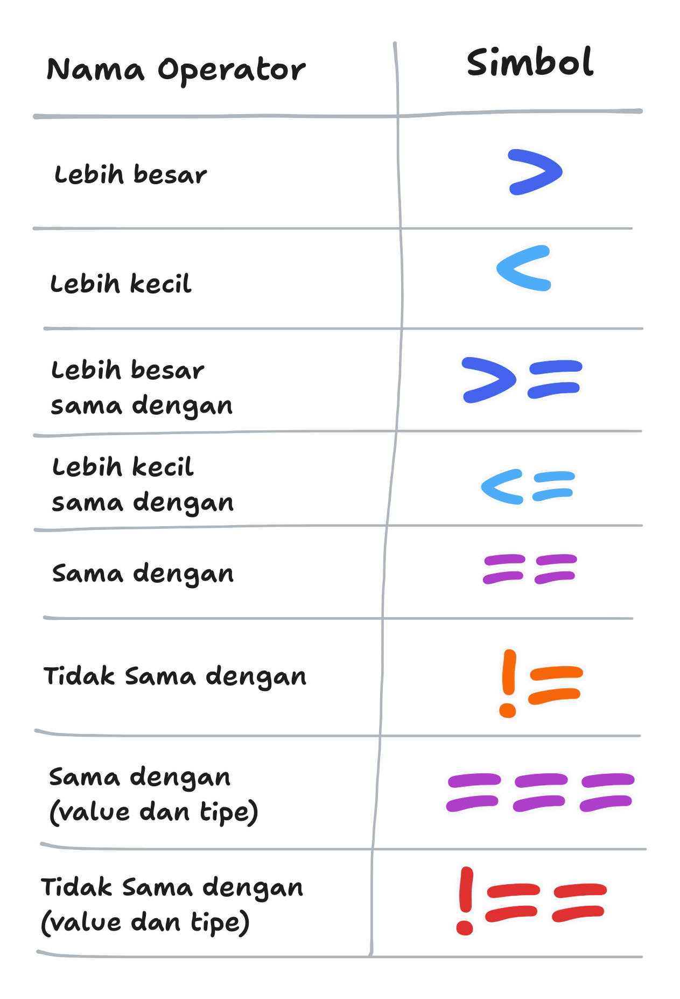 Nama Operator
Simbol
Lebih besar
>
Lebih kecil
<
Lebih besar
sama dengan
>=
Lebih kecil
sama dengan
<=
Sama dengan
==
Tidak Sama dengan
!=
Sama dengan
(value dan tipe)
===
Tidak Sama dengan
(value dan tipe)
!==